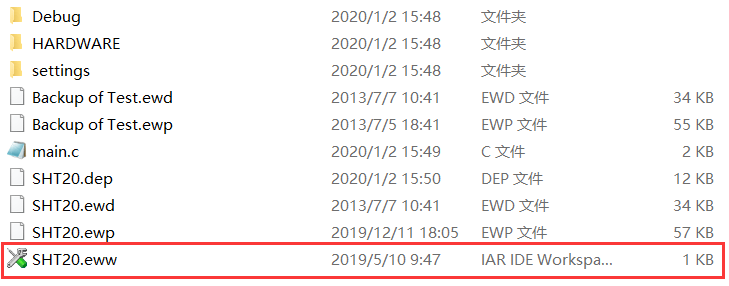 Debug 2020/1/2 15:48 文件夹
HARDWARE 2020/1/2 15:48 文件夹
settings 2020/1/2 15:48 文件夹
Backup of Test.ewd 2013/7/7 10:41 EWD 文件 34 KB
Backup of Test.ewp 2013/7/5 18:41 EWP 文件 55 KB
main.c 2020/1/2 15:49 C 文件 2 KB
SHT20.dep 2020/1/2 15:50 DEP 文件 12 KB
SHT20.ewd 2013/7/7 10:41 EWD 文件 34 KB
SHT20.ewp 2019/12/11 18:05 EWP 文件 57 KB
SHT20.eww 2019/5/10 9:47 IAR IDE Workspa... 1 KB